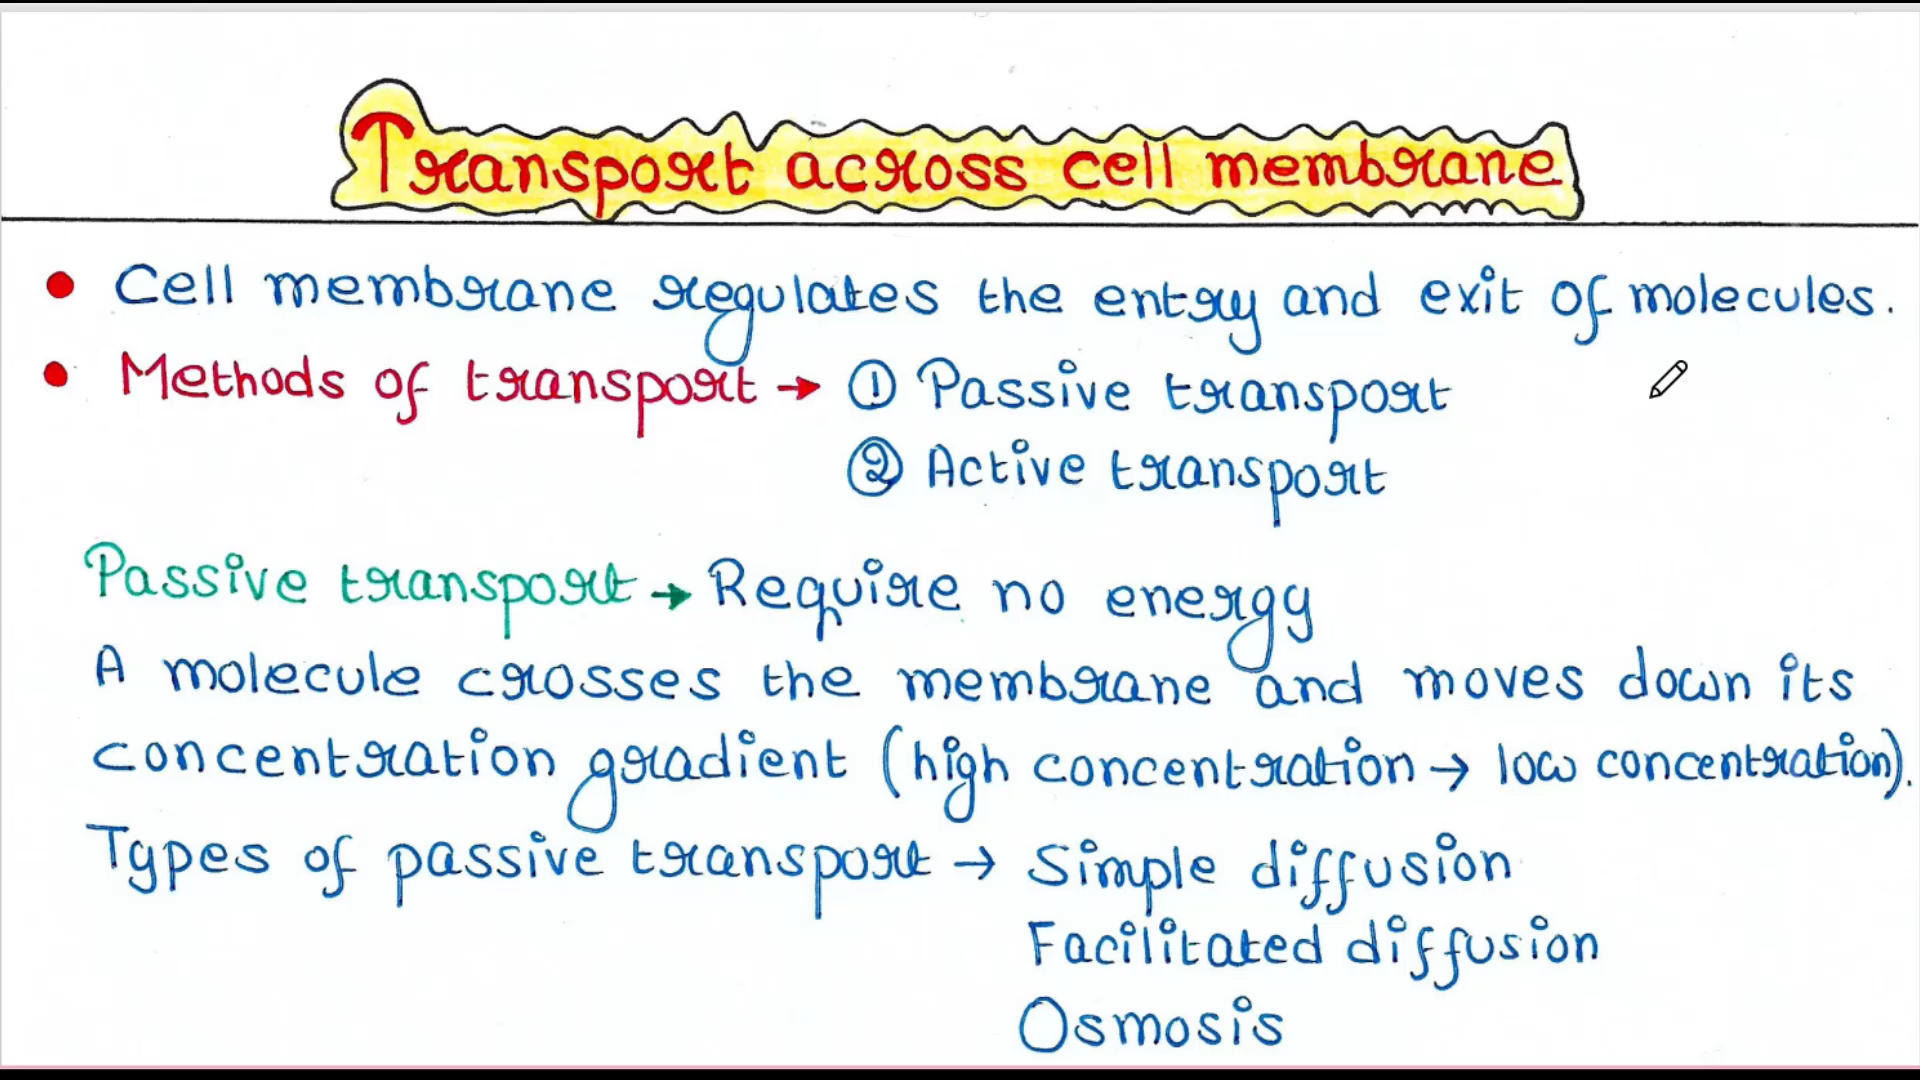 Transport across cell membrane
• Cell membrane regulates the entry and exit of molecules.
• Methods of transport → ① Passive transport
② Active transport
Passive transport → Require no energy
A molecule crosses the membrane and moves down its
concentration gradient (high concentration → low concentration).
Types of passive transport → Simple diffusion
Facilitated diffusion
Osmosis